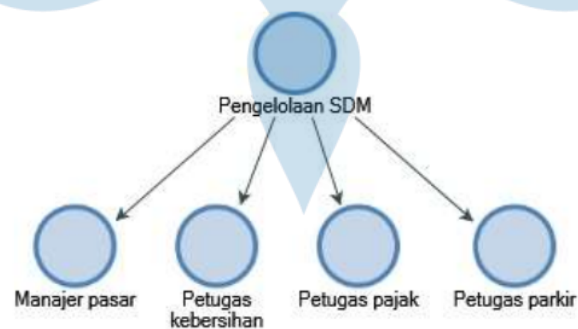 Pengelolaan SDM
Manajer pasar
Petugas
kebersihan
Petugas pajak
Petugas parkir